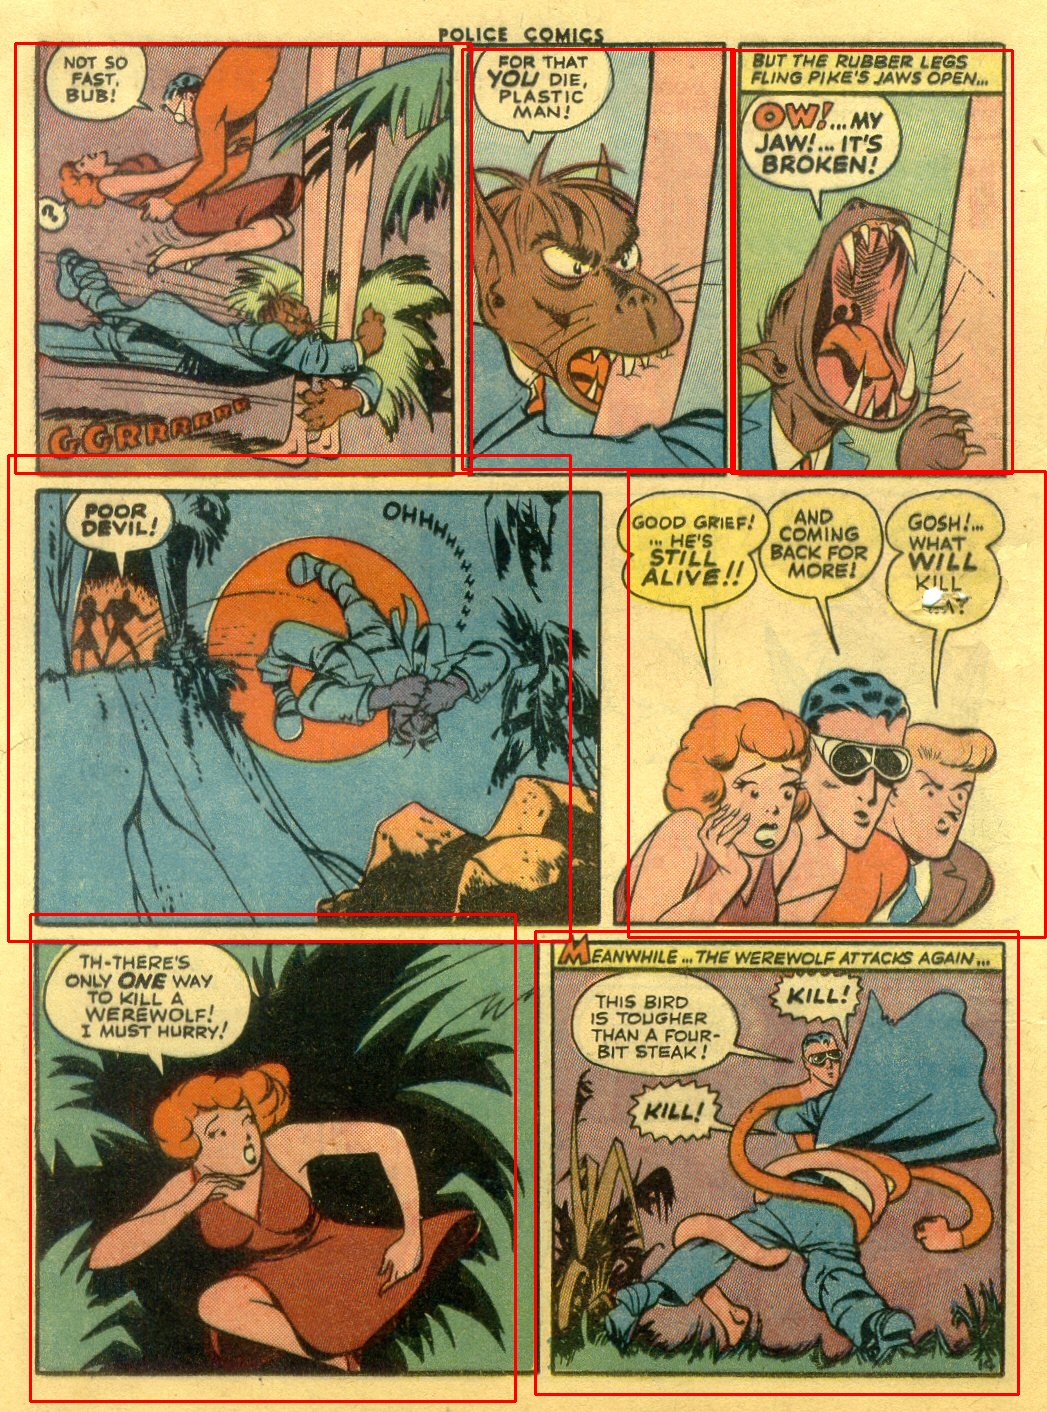 POLICE COMICS
NOT SO
FAST,
BUB!
?
GGRRRRRRR
FOR THAT
YOU DIE,
PLASTIC
MAN!
BUT THE RUBBER LEGS
FLING PIKE'S JAWS OPEN...
OW!...MY
JAW!... IT'S
BROKEN!
POOR
DEVIL!
OHHHHHHHHH
GOOD GRIEF!
... HE'S
STILL
ALIVE!!
AND
COMING
BACK FOR
MORE!
GOSH!...
WHAT
WILL
KILL
TH-THERE'S
ONLY ONE WAY
TO KILL A
WEREWOLF!
I MUST HURRY!
MEANWHILE... THE WEREWOLF ATTACKS AGAIN...
KILL!
THIS BIRD
IS TOUGHER
THAN A FOUR-
BIT STEAK!
KILL!